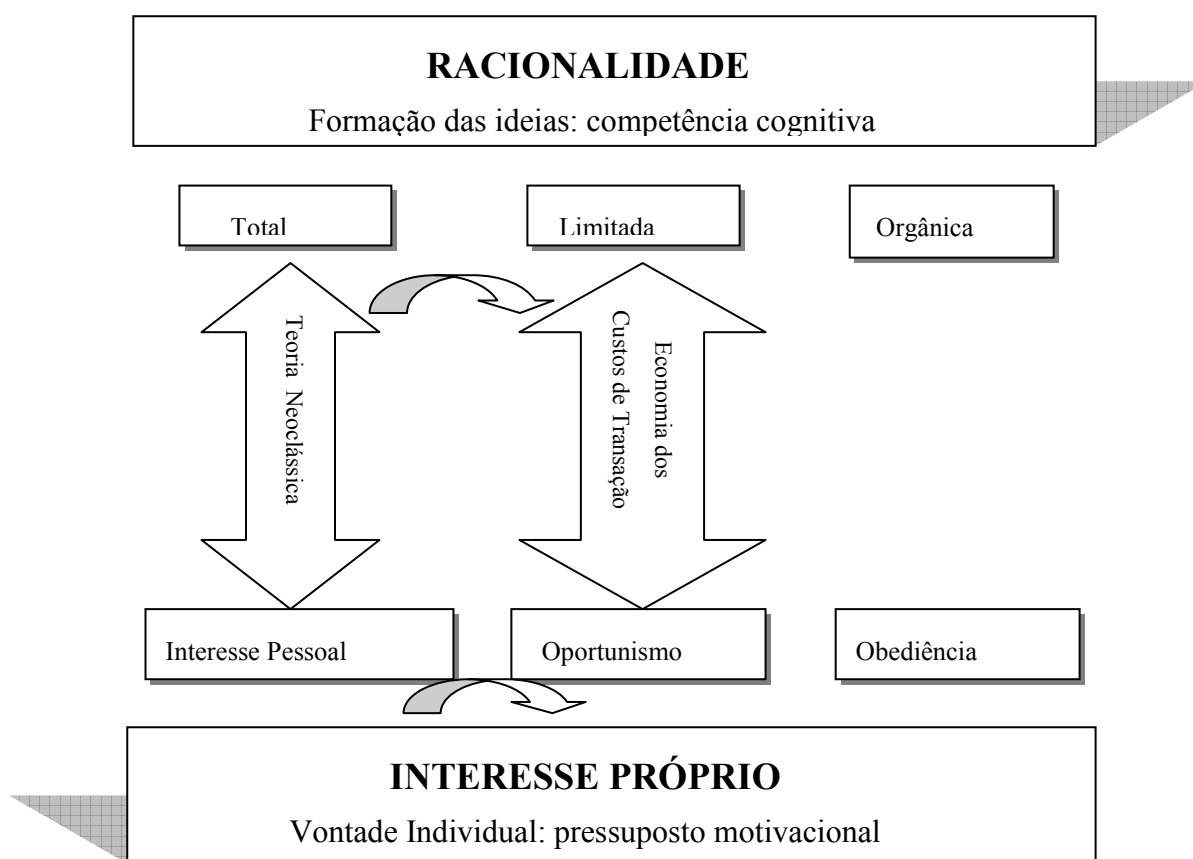 RACIONALIDADE
Formação das ideias: competência cognitiva
Total
Limitada
Orgânica
Teoria Neoclássica
Economia dos
Custos de Transação
Interesse Pessoal
Oportunismo
Obediência
INTERESSE PRÓPRIO
Vontade Individual: pressuposto motivacional